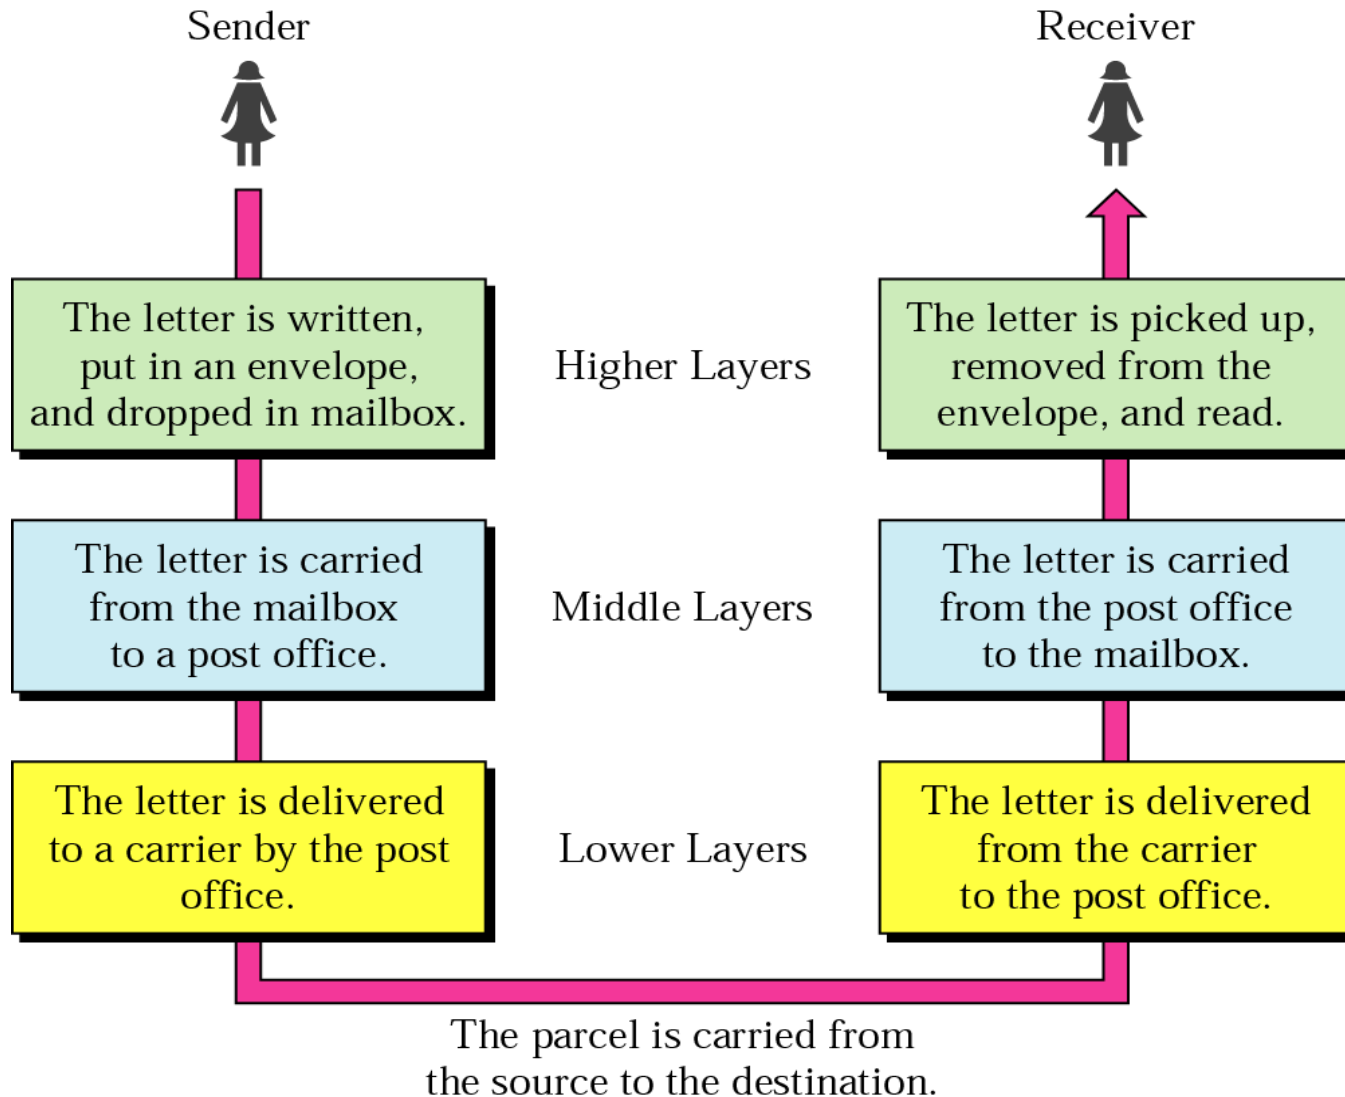 Sender
Receiver
The letter is written,
put in an envelope,
and dropped in mailbox.
Higher Layers
The letter is picked up,
removed from the
envelope, and read.
The letter is carried
from the mailbox
to a post office.
Middle Layers
The letter is carried
from the post office
to the mailbox.
The letter is delivered
to a carrier by the post
office.
Lower Layers
The letter is delivered
from the carrier
to the post office.
The parcel is carried from
the source to the destination.